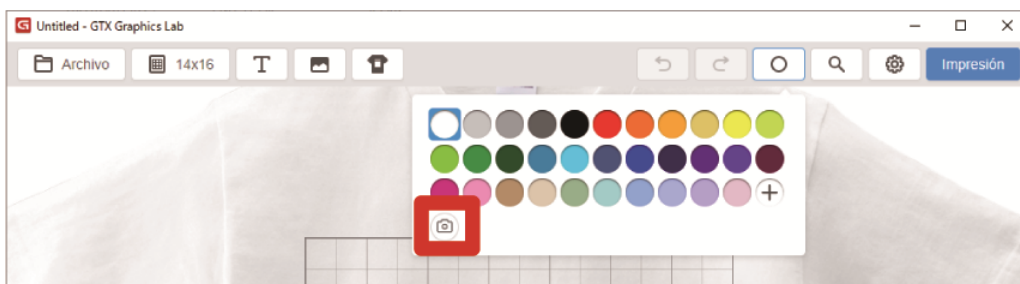 Untitled - GTX Graphics Lab
Archivo 14x16 T Impresión